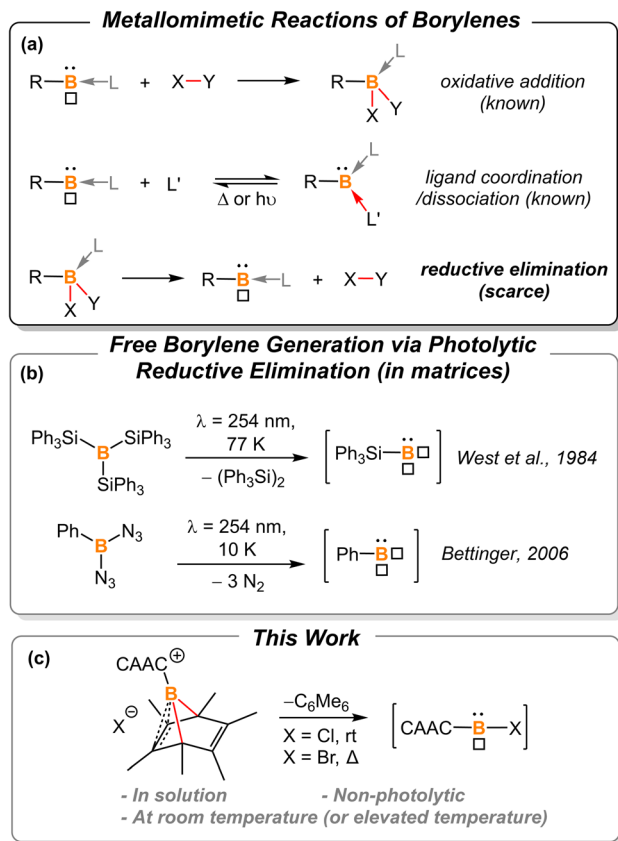 Metallomimetic Reactions of Borylenes
(a)
R B L + X Y R B L X Y oxidative addition
(known)
R B L + L' Δ or hυ R B L L' ligand coordination
/dissociation (known)
R B L X Y R B L + X Y reductive elimination
(scarce)
Free Borylene Generation via Photolytic
Reductive Elimination (in matrices)
(b)
Ph3Si B SiPh3 SiPh3
λ = 254 nm,
77 K
– (Ph3Si)2
Ph3Si B
West et al., 1984
Ph B N3 N3
λ = 254 nm,
10 K
– 3 N2
Ph B
Bettinger, 2006
This Work
(c)
CAAC⊕
B
X⊖
–C6Me6
X = Cl, rt
X = Br, Δ
CAAC B X
- In solution - Non-photolytic
- At room temperature (or elevated temperature)